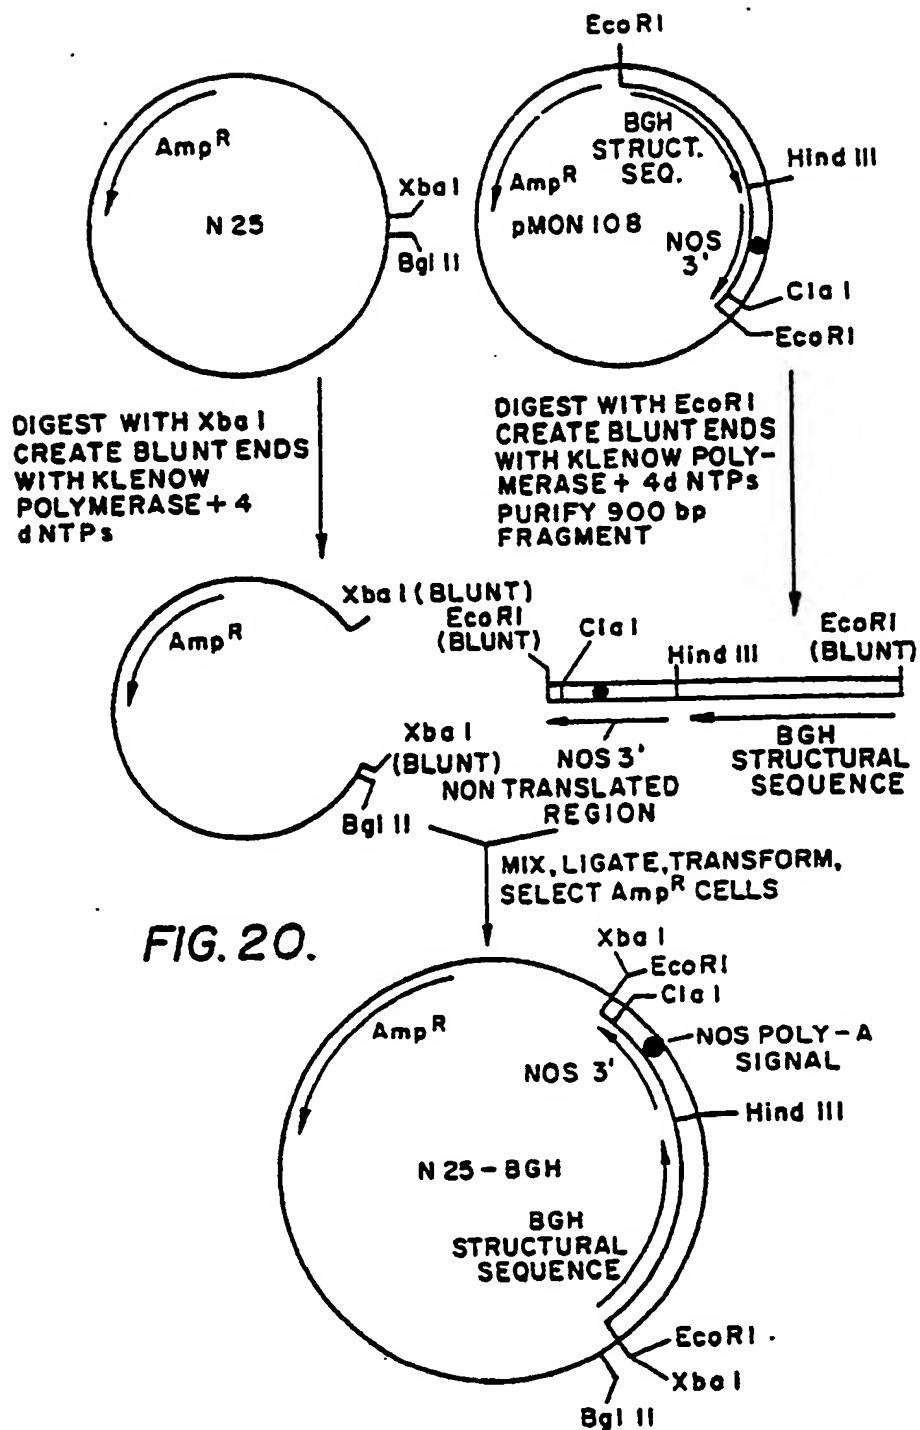 EcoRI
AmpR
XbaI
N 25
Bgl II
BGH
STRUCT.
SEQ.
Hind III
AmpR
pMON 108
NOS
3'
ClaI
EcoRI
DIGEST WITH XbaI
CREATE BLUNT ENDS
WITH KLENOW
POLYMERASE + 4
dNTPs
DIGEST WITH EcoRI
CREATE BLUNT ENDS
WITH KLENOW POLY-
MERASE + 4d NTPs
PURIFY 900 bp
FRAGMENT
XbaI (BLUNT)
AmpR
XbaI
(BLUNT)
Bgl II
EcoRI
(BLUNT)
ClaI
Hind III
EcoRI
(BLUNT)
NOS 3'
NON TRANSLATED
REGION
BGH
STRUCTURAL
SEQUENCE
MIX, LIGATE, TRANSFORM,
SELECT AmpR CELLS
FIG. 20.
XbaI
EcoRI
ClaI
AmpR
NOS POLY-A
SIGNAL
NOS 3'
Hind III
N 25 - BGH
BGH
STRUCTURAL
SEQUENCE
EcoRI
XbaI
Bgl II